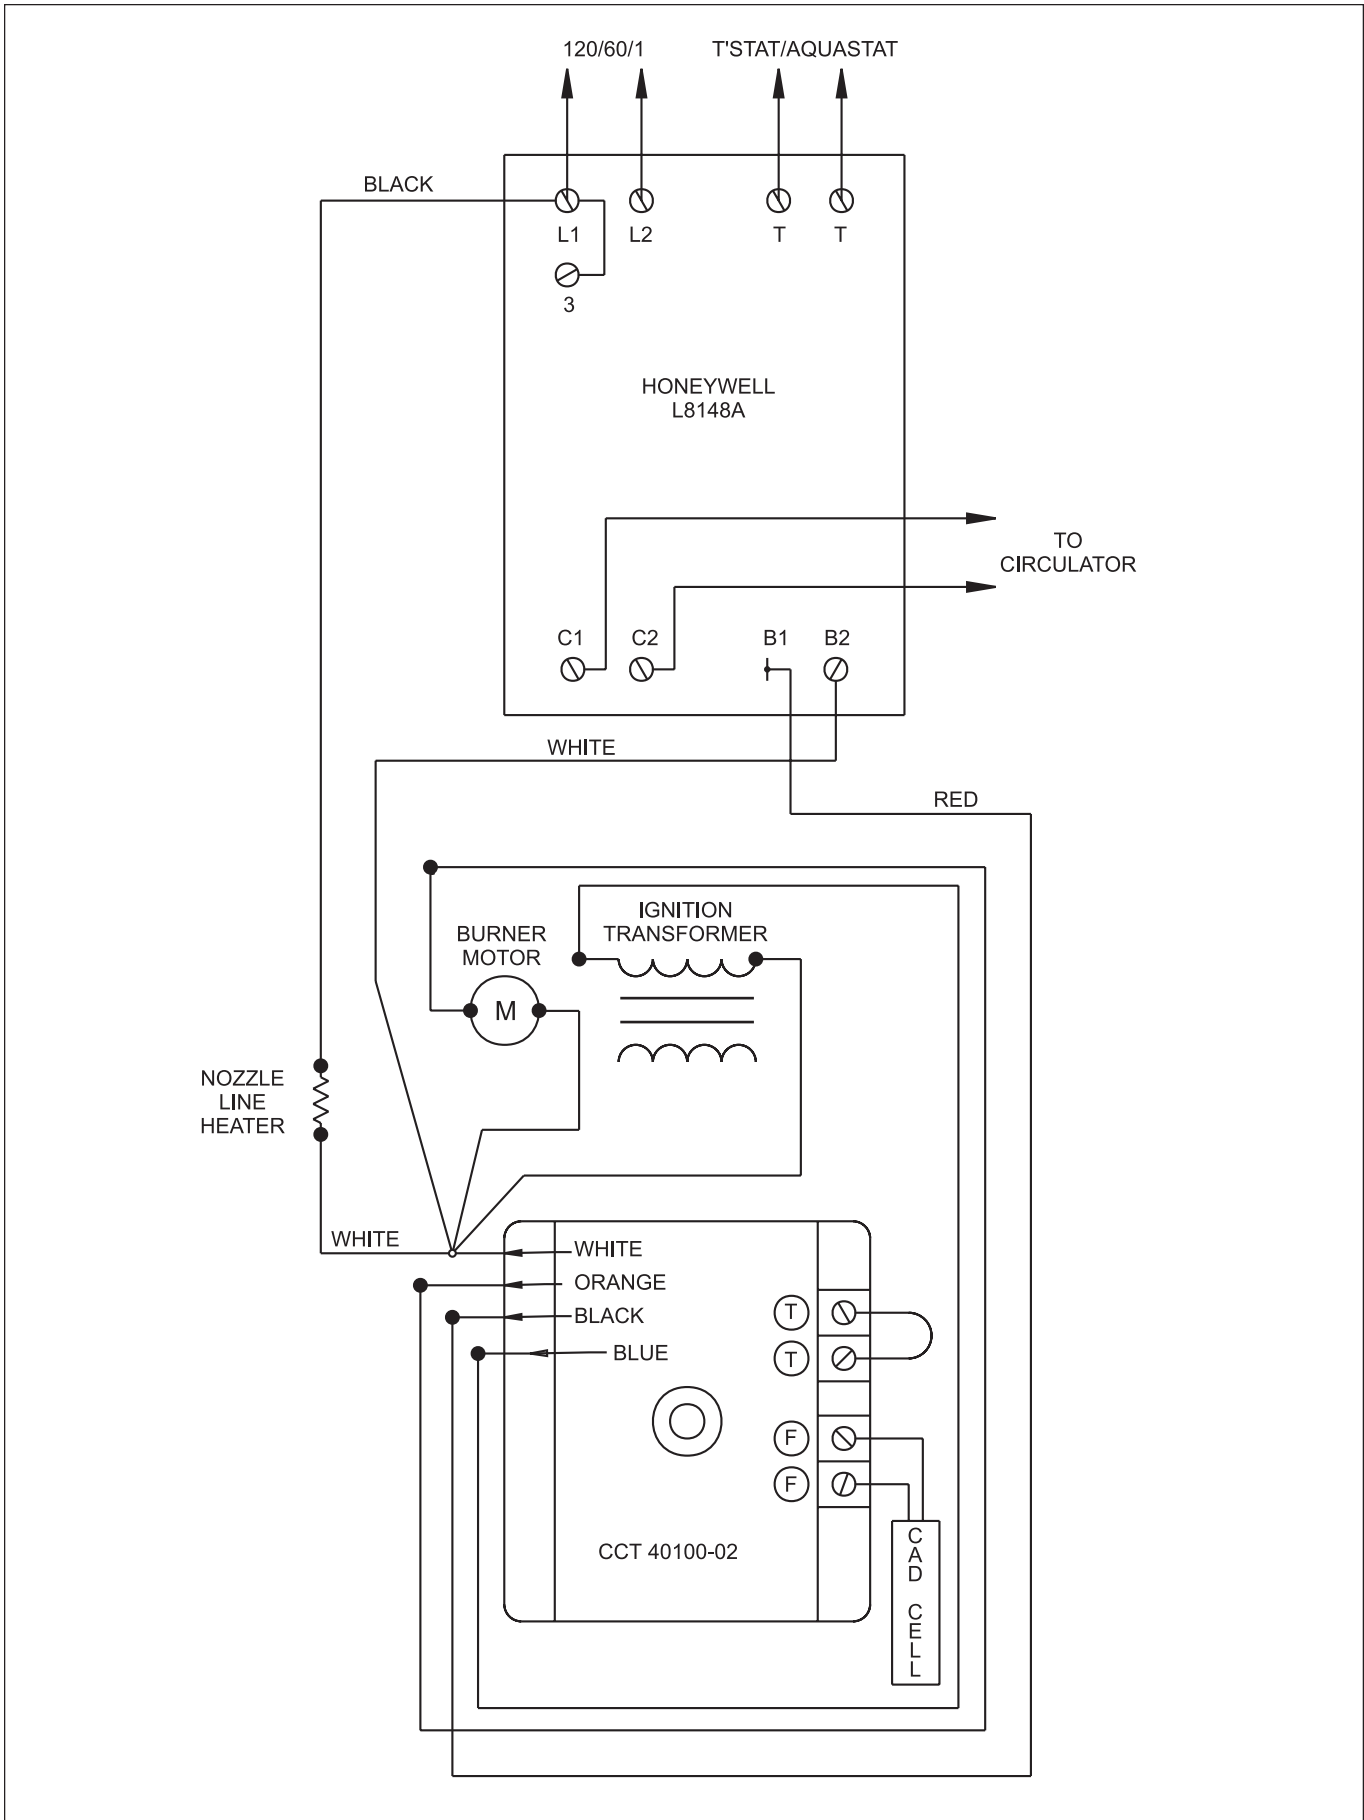 120/60/1
T'STAT/AQUASTAT
BLACK
L1
L2
T
T
3
HONEYWELL
L8148A
TO
CIRCULATOR
C1
C2
B1
B2
WHITE
RED
IGNITION
TRANSFORMER
BURNER
MOTOR
M
NOZZLE
LINE
HEATER
WHITE
WHITE
ORANGE
BLACK
BLUE
T
T
F
F
CCT 40100-02
CAD CELL